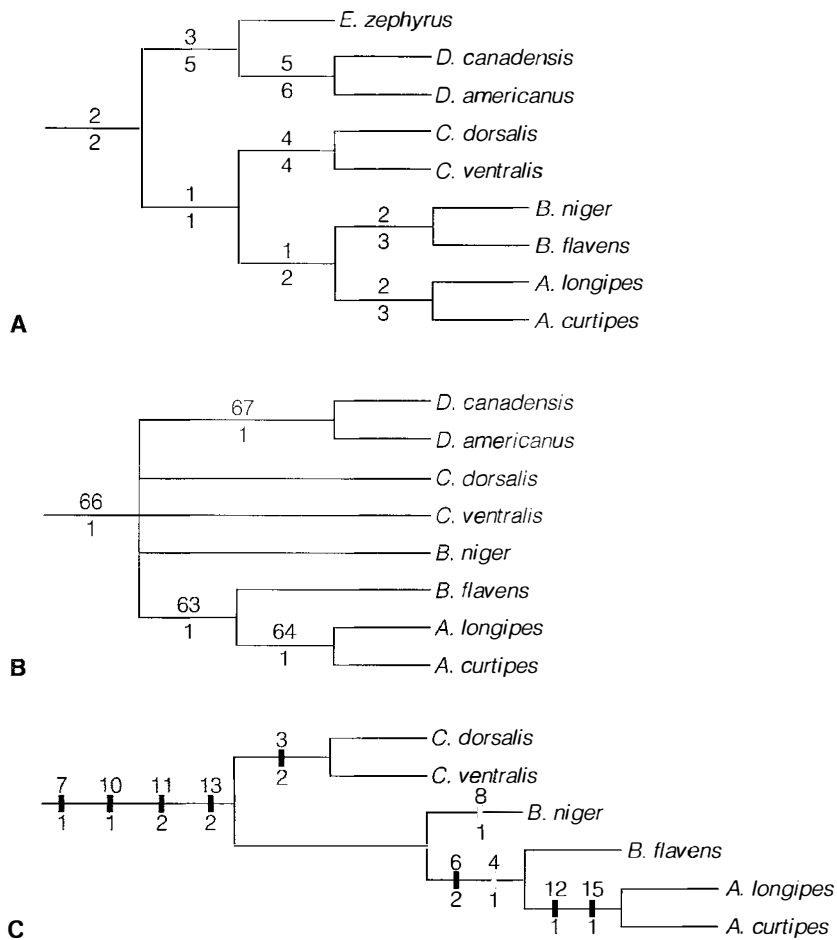 E. zephyrus
3
5
D. canadensis
5
6
D. americanus
2
2
C. dorsalis
4
4
C. ventralis
1
1
B. niger
2
3
1
2
B. flavens
A. longipes
2
3
A. curtipes
A
D. canadensis
67
1
D. americanus
C. dorsalis
66
1
C. ventralis
B. niger
B. flavens
63
1
A. longipes
64
1
A. curtipes
B
C. dorsalis
3
2
C. ventralis
7 10 11 13
1 1 2 2
8
1
B. niger
B. flavens
6 4
2 1
12 15
1 1
A. longipes
A. curtipes
C